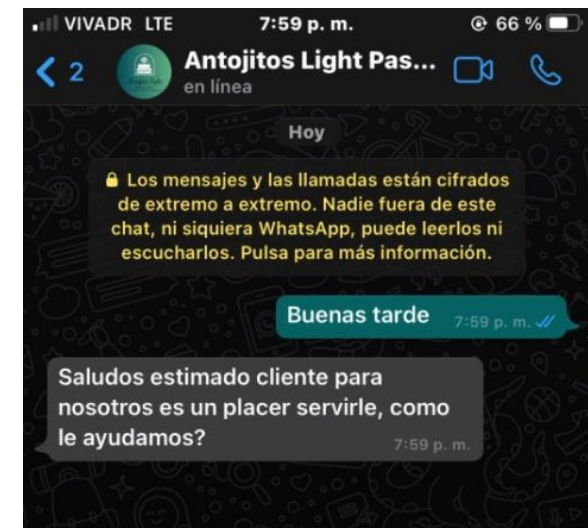 VIVADR LTE 7:59 p. m. 66 %
2 Antojitos Light Pas...
en línea
Hoy
Los mensajes y las llamadas están cifrados
de extremo a extremo. Nadie fuera de este
chat, ni siquiera WhatsApp, puede leerlos ni
escucharlos. Pulsa para más información.
Buenas tarde 7:59 p. m.
Saludos estimado cliente para
nosotros es un placer servirle, como
le ayudamos? 7:59 p. m.